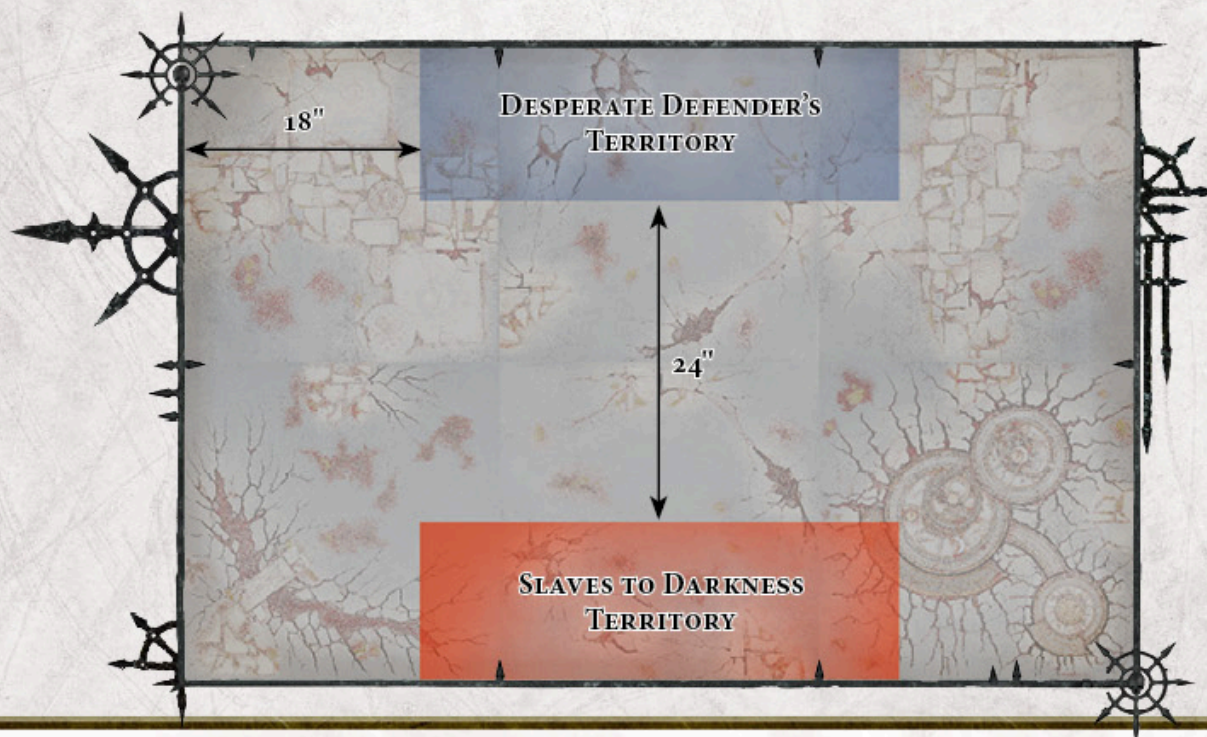 18"
Desperate Defender's
Territory
24"
Slaves to Darkness
Territory